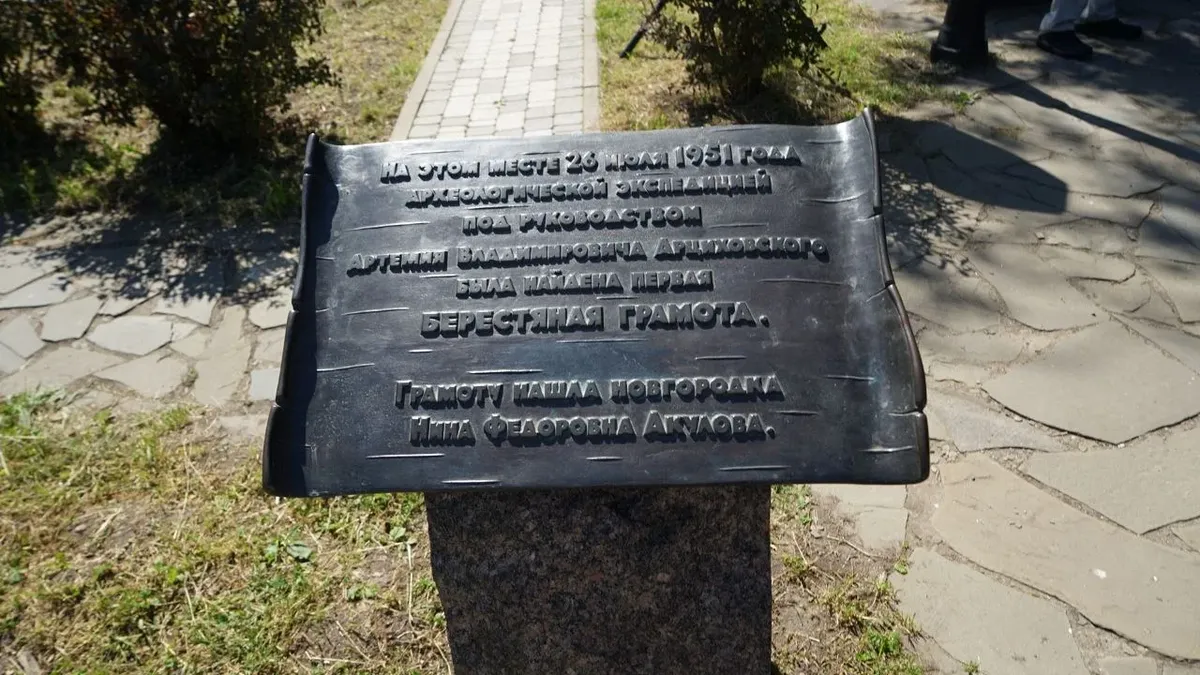 На этом месте 26 июля 1951 года
археологической экспедицией
под руководством
Артемия Владимировича Арциховского
была найдена первая
берестяная грамота.
Грамоту нашла новгородка
Нина Федоровна Акулова.